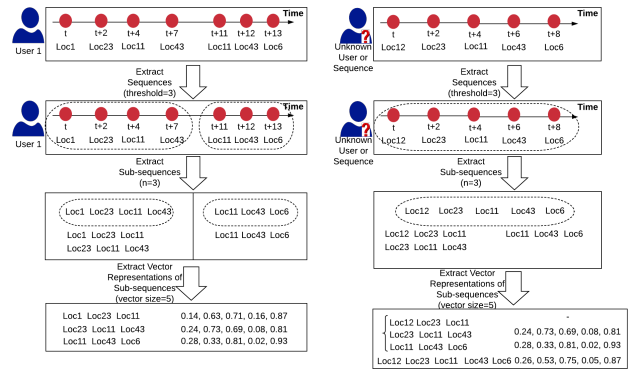 Time
t t+2 t+4 t+7 t+11 t+12 t+13
Loc1 Loc23 Loc11 Loc43 Loc11 Loc43 Loc6
User 1
Extract
Sequences
(threshold=3)
Time
t t+2 t+4 t+7 t+11 t+12 t+13
Loc1 Loc23 Loc11 Loc43 Loc11 Loc43 Loc6
User 1
Extract
Sub-sequences
(n=3)
Loc1 Loc23 Loc11 Loc43 Loc11 Loc43 Loc6
Loc1 Loc23 Loc11 Loc11 Loc43 Loc6
Loc23 Loc11 Loc43
Extract Vector
Representations of
Sub-sequences
(vector size=5)
Loc1 Loc23 Loc11 0.14, 0.63, 0.71, 0.16, 0.87
Loc23 Loc11 Loc43 0.24, 0.73, 0.69, 0.08, 0.81
Loc11 Loc43 Loc6 0.28, 0.33, 0.81, 0.02, 0.93
Time
t t+2 t+4 t+6 t+8
Loc12 Loc23 Loc11 Loc43 Loc6
?
Unknown
User or
Sequence
Extract
Sequences
(threshold=3)
Time
t t+2 t+4 t+6 t+8
Loc12 Loc23 Loc11 Loc43 Loc6
?
Unknown
User or
Sequence
Extract
Sub-sequences
(n=3)
Loc12 Loc23 Loc11 Loc43 Loc6
Loc12 Loc23 Loc11 Loc11 Loc43 Loc6
Loc23 Loc11 Loc43
Extract Vector
Representations of
Sub-sequences
(vector size=5)
Loc12 Loc23 Loc11 -
Loc23 Loc11 Loc43 0.24, 0.73, 0.69, 0.08, 0.81
Loc11 Loc43 Loc6 0.28, 0.33, 0.81, 0.02, 0.93
Loc12 Loc23 Loc11 Loc43 Loc6 0.26, 0.53, 0.75, 0.05, 0.87